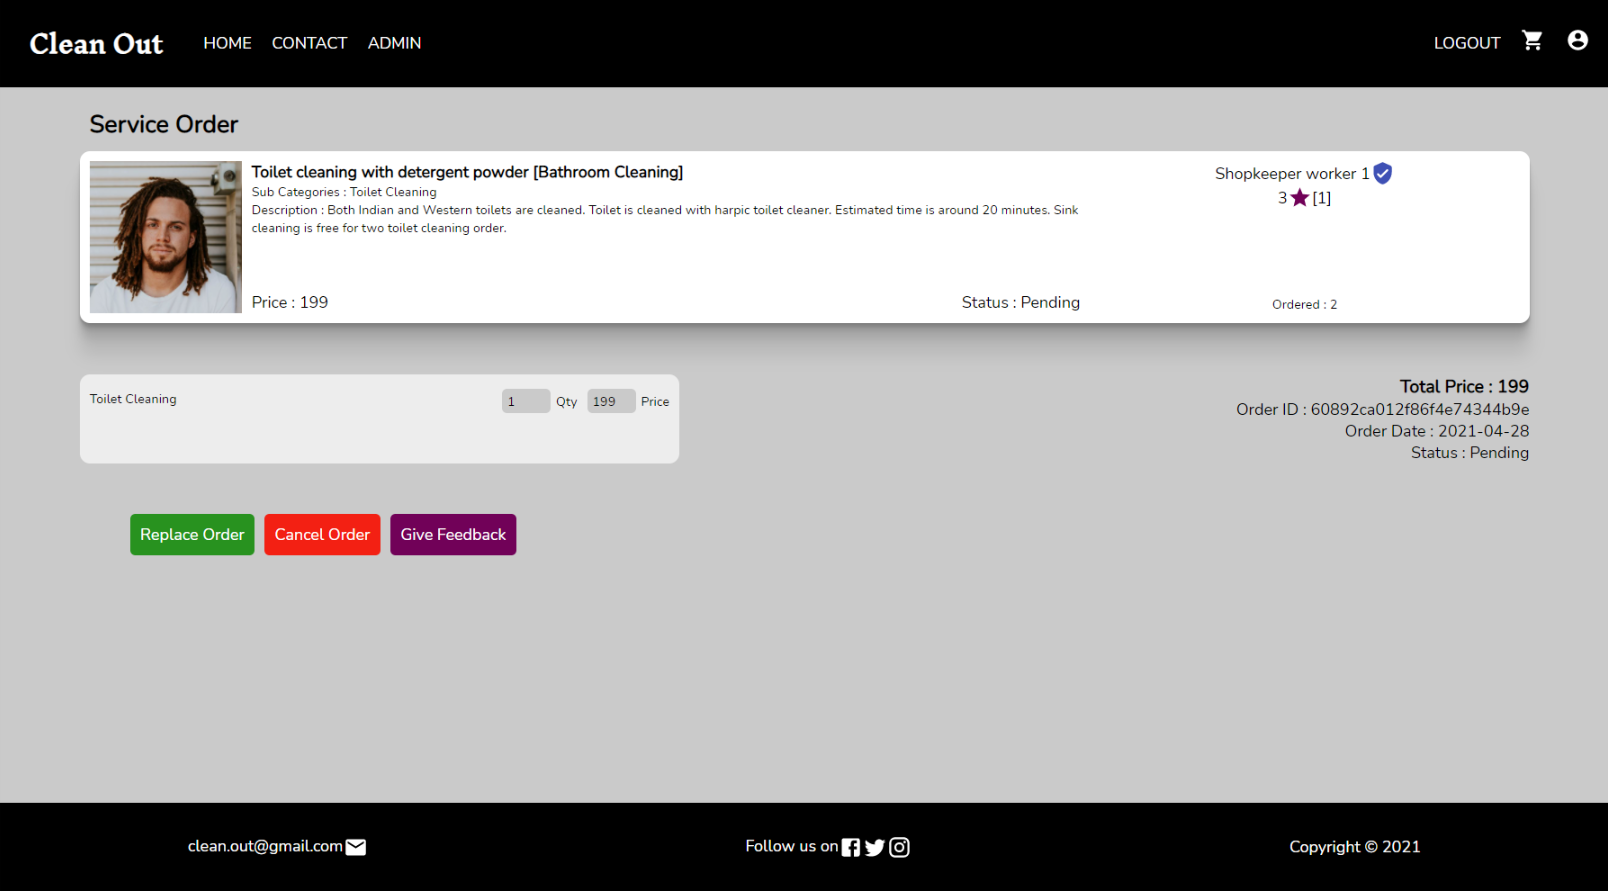 Clean Out
HOME CONTACT ADMIN
LOGOUT
Service Order
Toilet cleaning with detergent powder [Bathroom Cleaning]
Sub Categories : Toilet Cleaning
Description : Both Indian and Western toilets are cleaned. Toilet is cleaned with harpic toilet cleaner. Estimated time is around 20 minutes. Sink
cleaning is free for two toilet cleaning order.
Price : 199
Status : Pending
Shopkeeper worker 1
3 [1]
Ordered : 2
Toilet Cleaning
1 Qty 199 Price
Total Price : 199
Order ID : 60892ca012f86f4e74344b9e
Order Date : 2021-04-28
Status : Pending
Replace Order
Cancel Order
Give Feedback
clean.out@gmail.com
Follow us on
Copyright © 2021